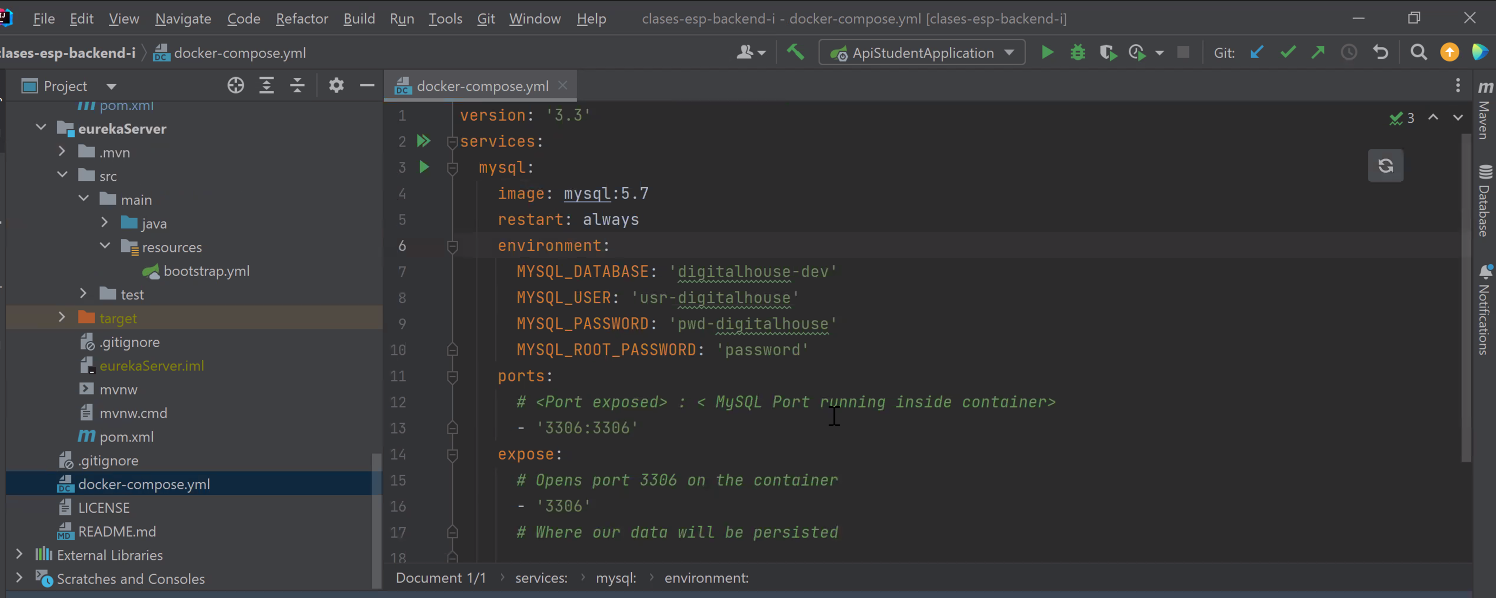 File Edit View Navigate Code Refactor Build Run Tools Git Window Help clases-esp-backend-i - docker-compose.yml [clases-esp-backend-i]
clases-esp-backend-i docker-compose.yml ApiStudentApplication Git:
Project docker-compose.yml
pom.xml
eurekaServer
.mvn
src
main
java
resources
bootstrap.yml
test
target
.gitignore
eurekaServer.iml
mvnw
mvnw.cmd
pom.xml
.gitignore
docker-compose.yml
LICENSE
README.md
External Libraries
Scratches and Consoles
1 version: '3.3'
2 services:
3 mysql:
4 image: mysql:5.7
5 restart: always
6 environment:
7 MYSQL_DATABASE: 'digitalhouse-dev'
8 MYSQL_USER: 'usr-digitalhouse'
9 MYSQL_PASSWORD: 'pwd-digitalhouse'
10 MYSQL_ROOT_PASSWORD: 'password'
11 ports:
12 # <Port exposed> : < MySQL Port running inside container>
13 - '3306:3306'
14 expose:
15 # Opens port 3306 on the container
16 - '3306'
17 # Where our data will be persisted
18
3
Document 1/1 services: mysql: environment:
m
Maven
Database
Notifications